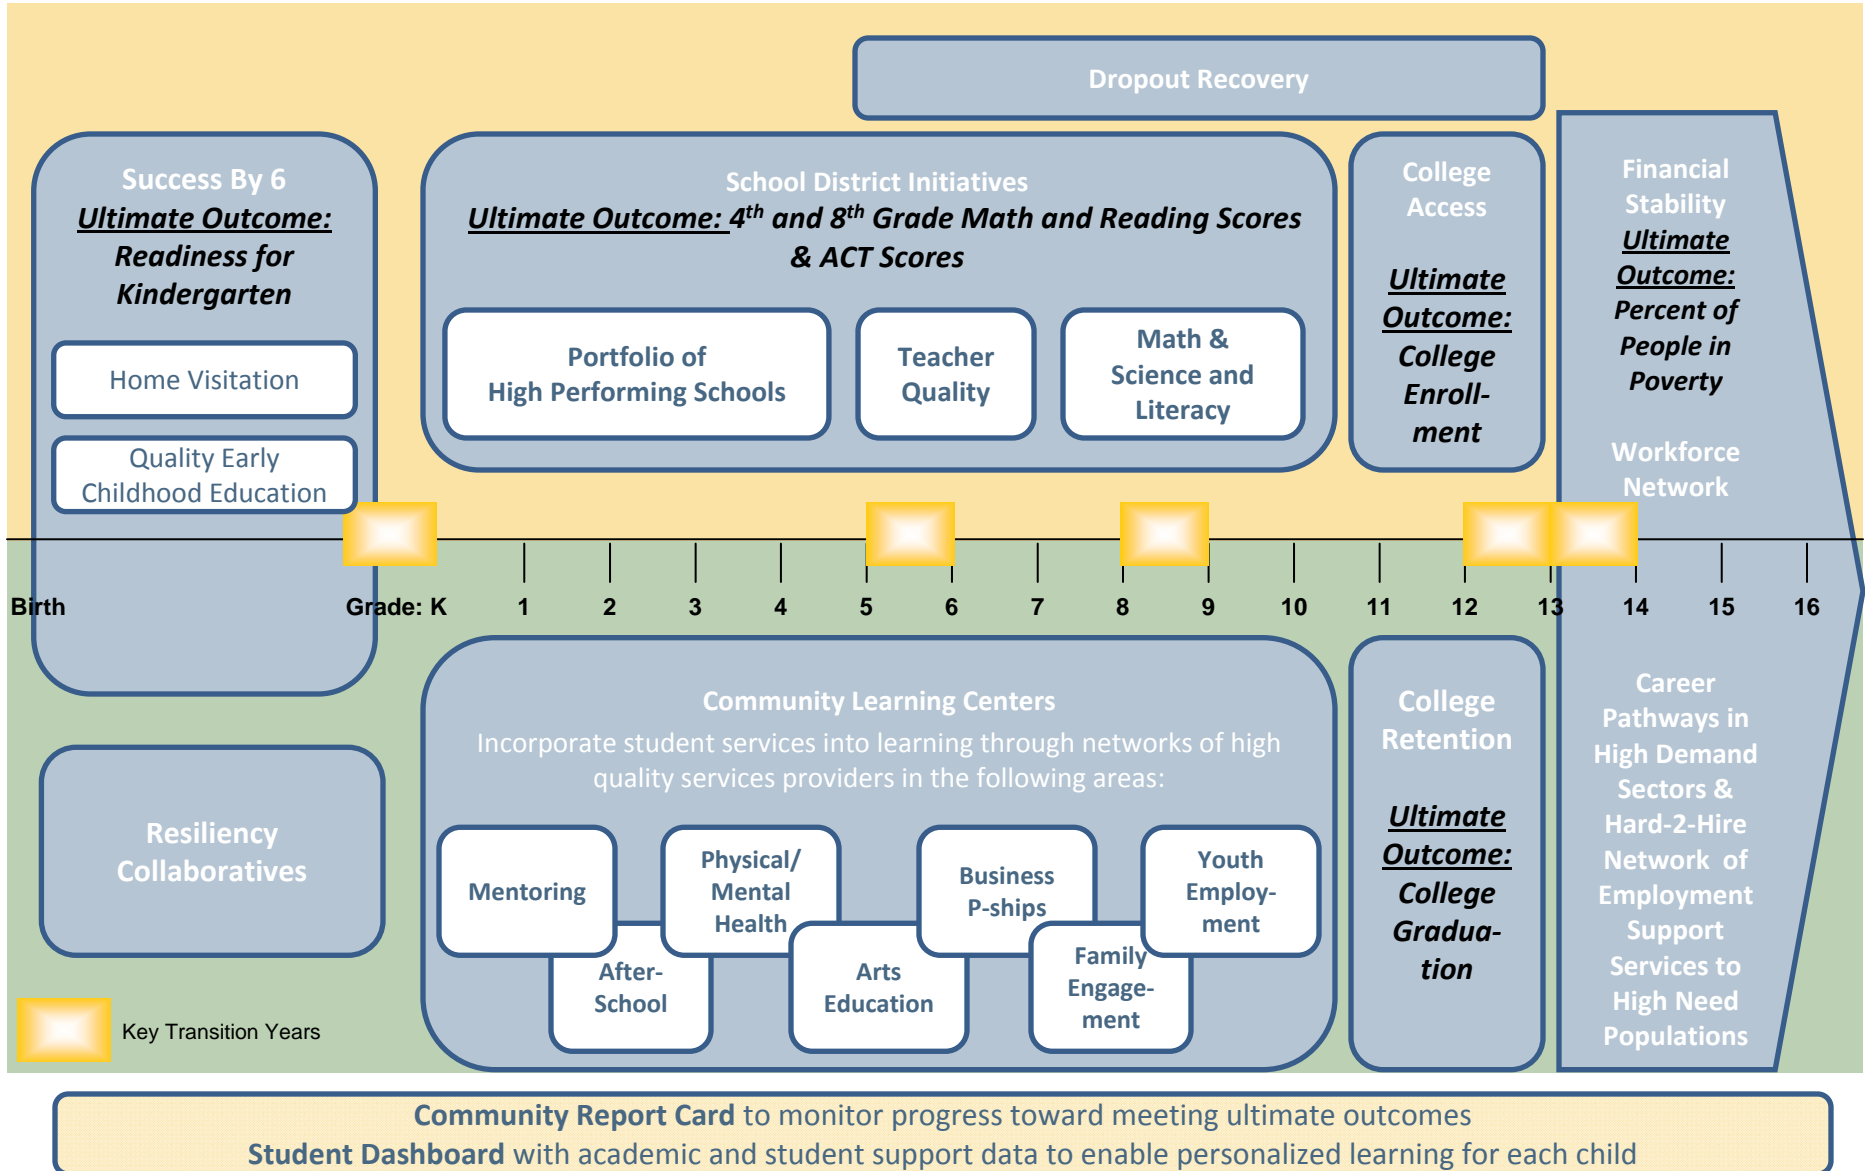 Dropout Recovery
Success By 6
Ultimate Outcome:
Readiness for
Kindergarten
Home Visitation
Quality Early
Childhood Education
School District Initiatives
Ultimate Outcome: 4th and 8th Grade Math and Reading Scores
& ACT Scores
Portfolio of
High Performing Schools
Teacher
Quality
Math &
Science and
Literacy
College
Access
Ultimate
Outcome:
College
Enroll-
ment
Financial
Stability
Ultimate
Outcome:
Percent of
People in
Poverty
Workforce
Network
Birth Grade: K 1 2 3 4 5 6 7 8 9 10 11 12 13 14 15 16
Resiliency
Collaboratives
Key Transition Years
Community Learning Centers
Incorporate student services into learning through networks of high
quality services providers in the following areas:
Mentoring
After-
School
Physical/
Mental
Health
Arts
Education
Business
P-ships
Family
Engage-
ment
Youth
Employ-
ment
College
Retention
Ultimate
Outcome:
College
Gradua-
tion
Career
Pathways in
High Demand
Sectors &
Hard-2-Hire
Network of
Employment
Support
Services to
High Need
Populations
Community Report Card to monitor progress toward meeting ultimate outcomes
Student Dashboard with academic and student support data to enable personalized learning for each child